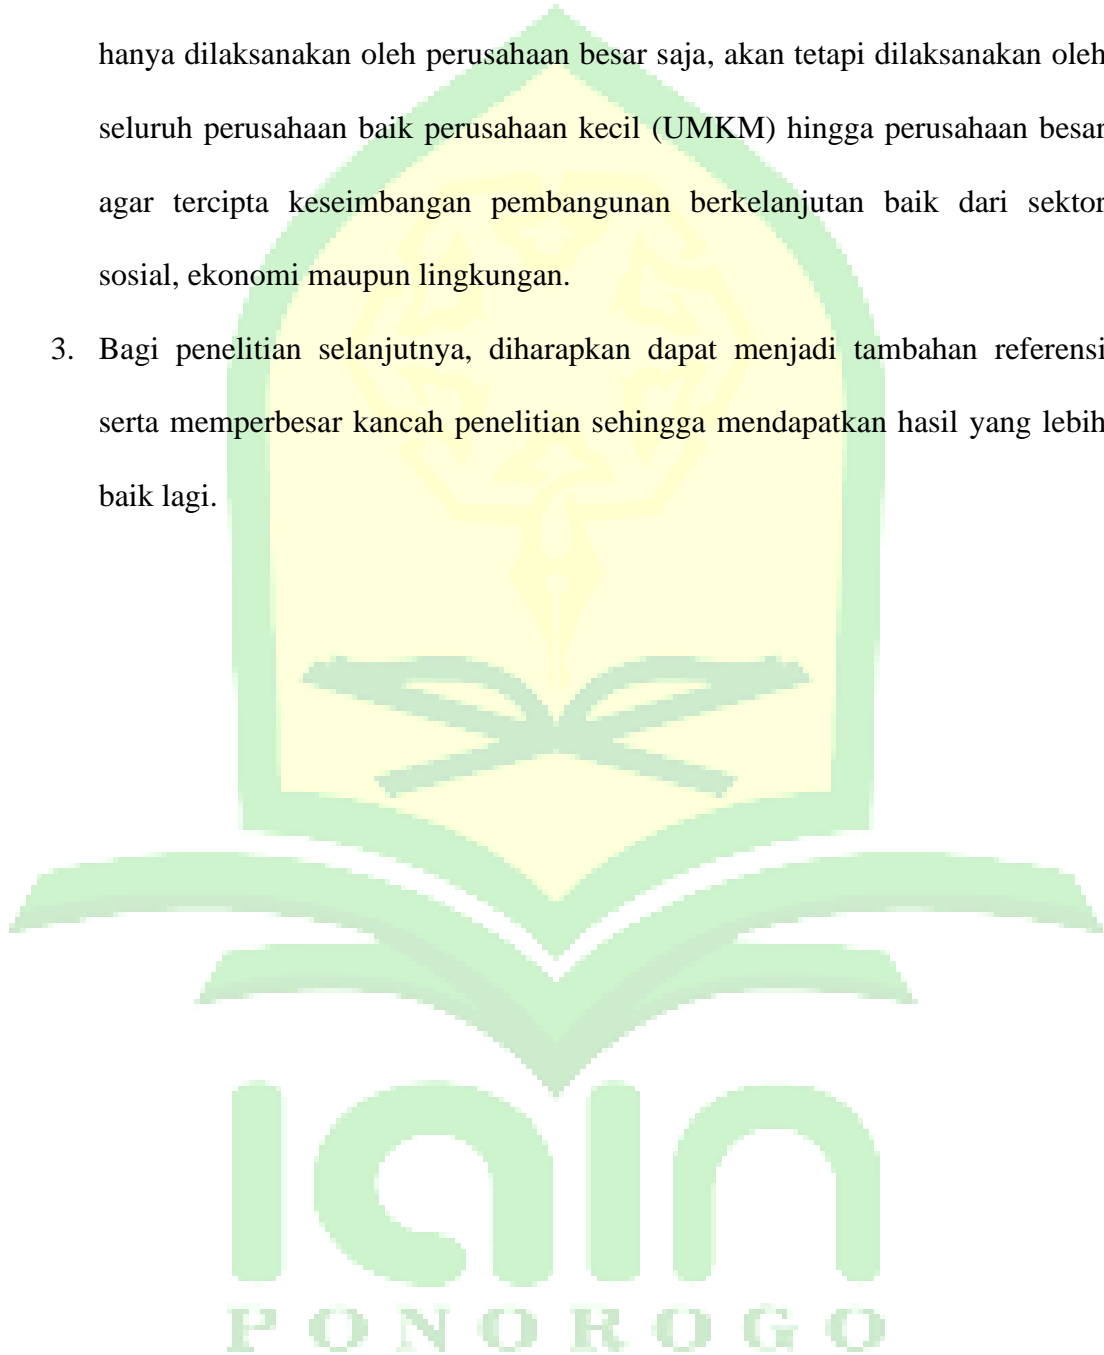 hanya dilaksanakan oleh perusahaan besar saja, akan tetapi dilaksanakan oleh
seluruh perusahaan baik perusahaan kecil (UMKM) hingga perusahaan besar
agar tercipta keseimbangan pembangunan berkelanjutan baik dari sektor
sosial, ekonomi maupun lingkungan.
3. Bagi penelitian selanjutnya, diharapkan dapat menjadi tambahan referensi
serta memperbesar kancah penelitian sehingga mendapatkan hasil yang lebih
baik lagi.
iain
PONOROGO